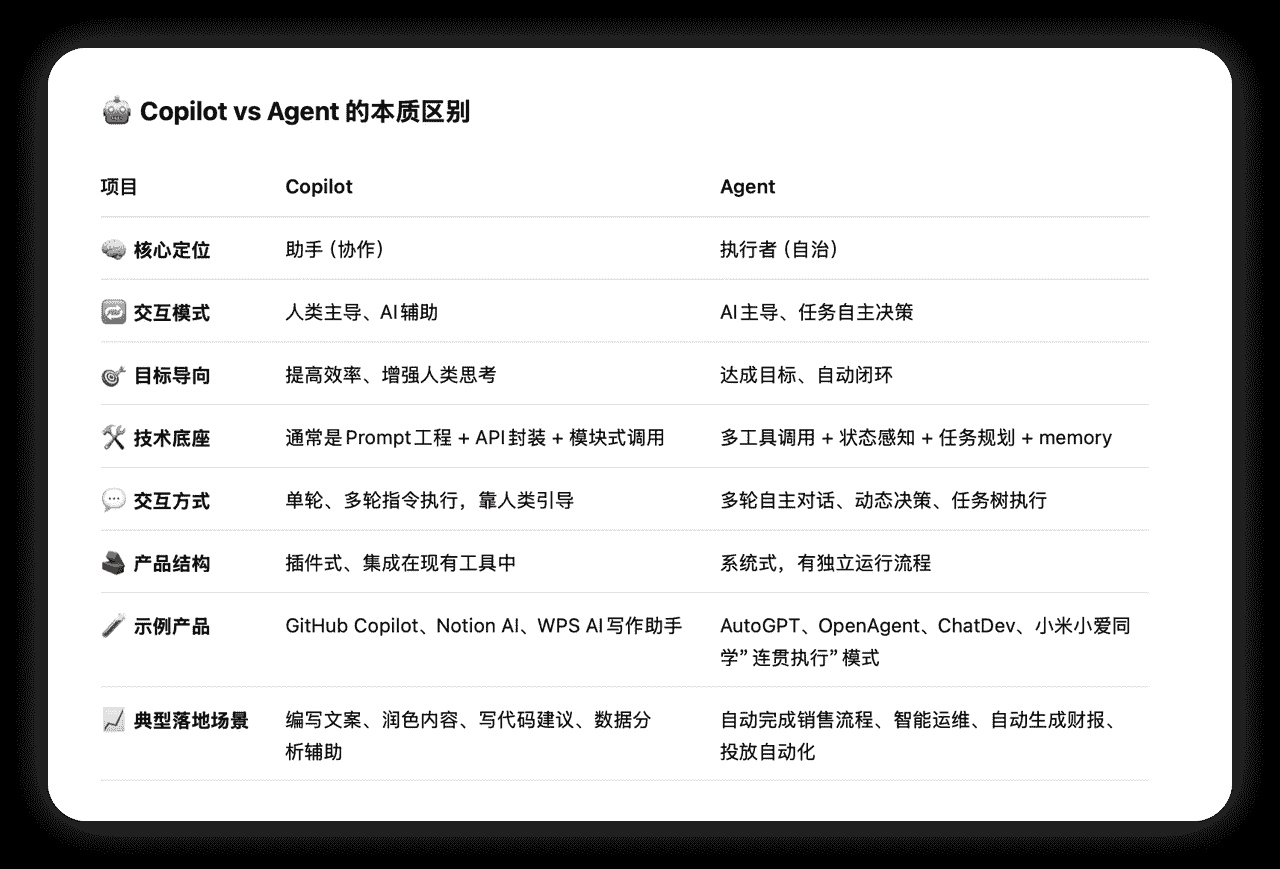 Copilot vs Agent 的本质区别
项目 Copilot Agent
核心定位 助手（协作） 执行者（自治）
交互模式 人类主导、AI辅助 AI主导、任务自主决策
目标导向 提高效率、增强人类思考 达成目标、自动闭环
技术底座 通常是Prompt工程 + API封装 + 模块式调用 多工具调用 + 状态感知 + 任务规划 + memory
交互方式 单轮、多轮指令执行，靠人类引导 多轮自主对话、动态决策、任务树执行
产品结构 插件式、集成在现有工具中 系统式，有独立运行流程
示例产品 GitHub Copilot、Notion AI、WPS AI写作助手 AutoGPT、OpenAgent、ChatDev、小米小爱同
学”连贯执行”模式
典型落地场景 编写文案、润色内容、写代码建议、数据分 自动完成销售流程、智能运维、自动生成财报、
析辅助 投放自动化